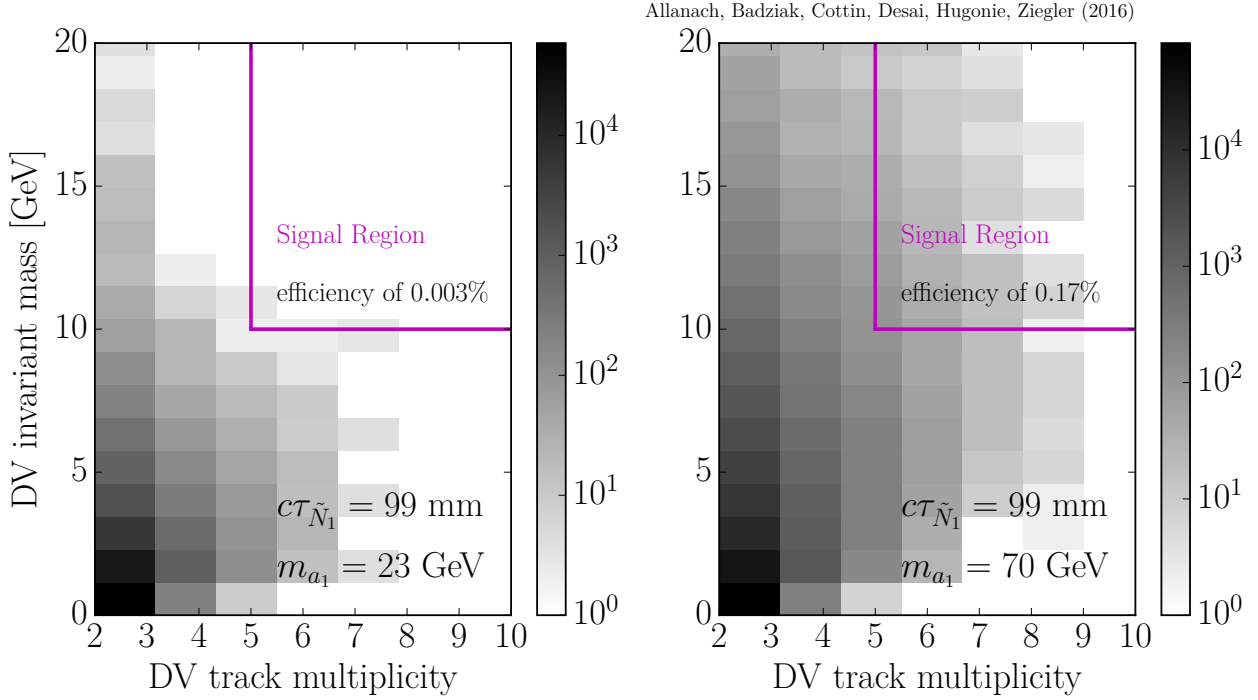 Allanach, Badziak, Cottin, Desai, Hugonie, Ziegler (2016)
DV invariant mass [GeV]
20
15
10
5
0
Signal Region
efficiency of 0.003%
cτ_{Ñ_1} = 99 mm
m_{a_1} = 23 GeV
2 3 4 5 6 7 8 9 10
DV track multiplicity
10^4
10^3
10^2
10^1
10^0
20
15
10
5
0
Signal Region
efficiency of 0.17%
cτ_{Ñ_1} = 99 mm
m_{a_1} = 70 GeV
2 3 4 5 6 7 8 9 10
DV track multiplicity
10^4
10^3
10^2
10^1
10^0